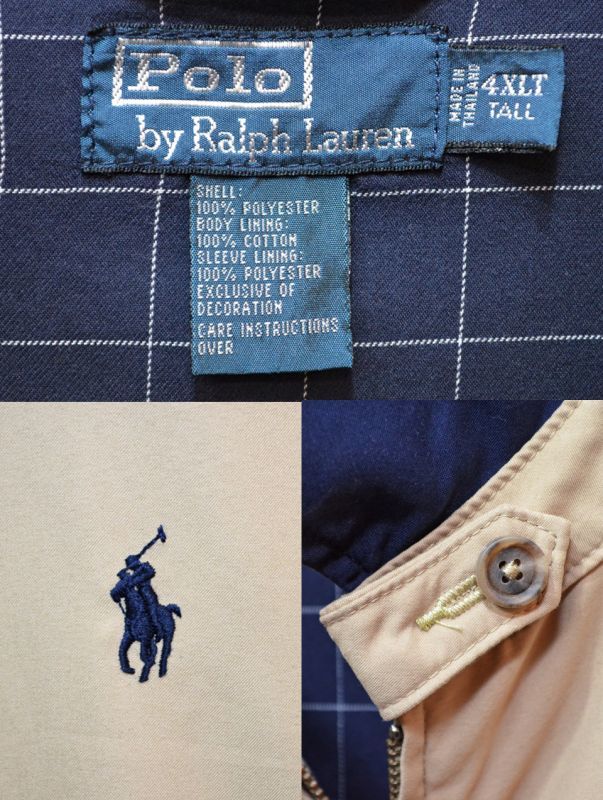 Polo
by Ralph Lauren
MADE IN
THAILAND
4XLT
TALL
SHELL:
100% POLYESTER
BODY LINING:
100% COTTON
SLEEVE LINING:
100% POLYESTER
EXCLUSIVE OF
DECORATION
CARE INSTRUCTIONS
OVER